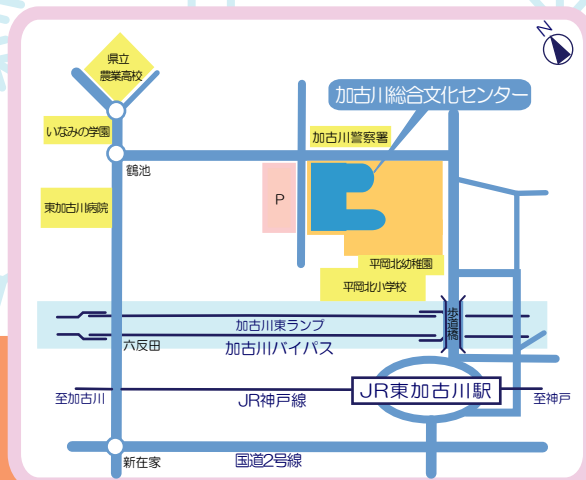 N
県立
農業高校
加古川総合文化センター
いなみの学園
加古川警察署
鶴池
P
東加古川病院
平岡北幼稚園
平岡北小学校
加古川東ランプ
歩道橋
六反田
加古川バイパス
至加古川
JR神戸線
JR東加古川駅
至神戸
新在家
国道2号線